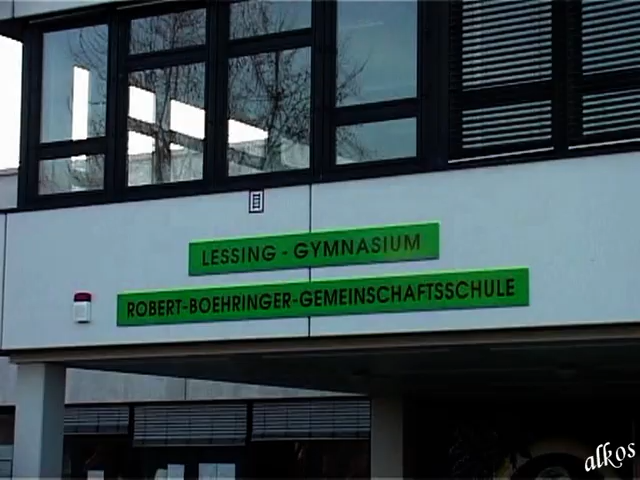 LESSING - GYMNASIUM
ROBERT-BOEHRINGER-GEMEINSCHAFTSSCHULE
alkos